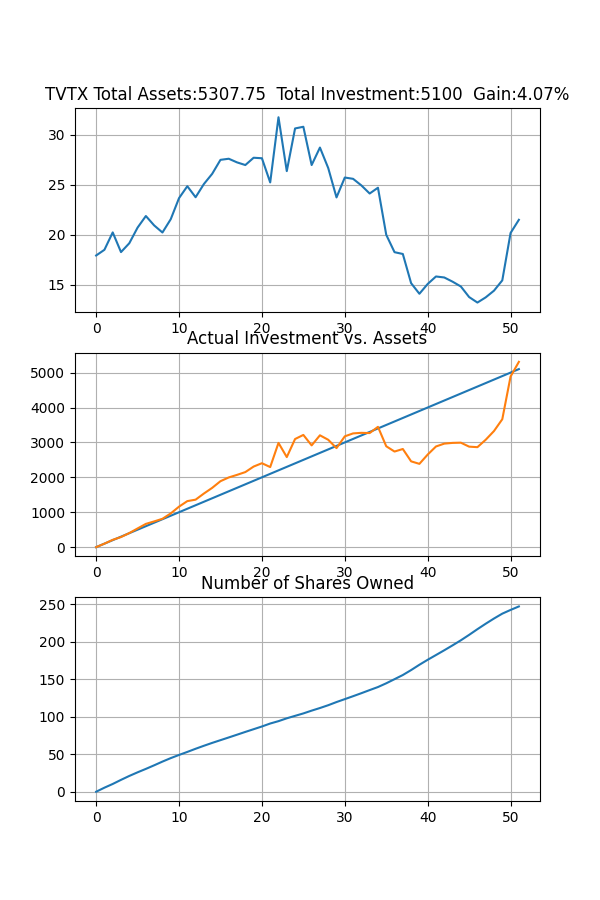 TVTX Total Assets:5307.75  Total Investment:5100  Gain:4.07%
30
25
20
15
0 10 20 30 40 50
Actual Investment vs. Assets
5000
4000
3000
2000
1000
0
0 10 20 30 40 50
Number of Shares Owned
250
200
150
100
50
0
0 10 20 30 40 50